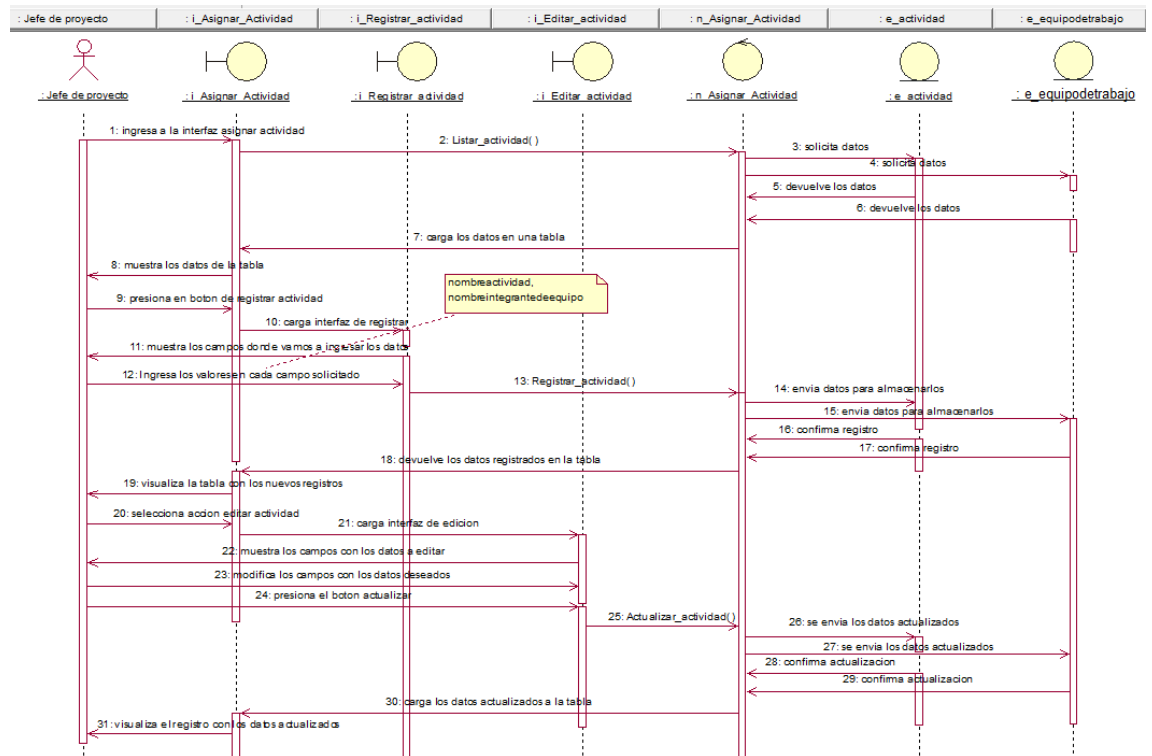 : Jefe de proyecto
: i_Asignar_Actividad
: i_Registrar_actividad
: i_Editar_actividad
: n_Asignar_Actividad
: e_actividad
: e_equipodetrabajo
: Jefe de proyecto
: i_Asignar_Actividad
: i_Registrar_actividad
: i_Editar_actividad
: n_Asignar_Actividad
: e_actividad
: e_equipodetrabajo
1: ingresa a la interfaz asignar actividad
2: Listar_actividad( )
3: solicita datos
4: solicita datos
5: devuelve los datos
6: devuelve los datos
7: carga los datos en una tabla
8: muestra los datos de la tabla
nombreactividad,
nombreintegrantedeequipo
9: presiona en boton de registrar actividad
10: carga interfaz de registrar
11: muestra los campos donde vamos a ingresar los datos
12: Ingresa los valores en cada campo solicitado
13: Registrar_actividad( )
14: envia datos para almacenarlos
15: envia datos para almacenarlos
16: confirma registro
17: confirma registro
18: devuelve los datos registrados en la tabla
19: visualiza la tabla con los nuevos registros
20: selecciona accion editar actividad
21: carga interfaz de edicion
22: muestra los campos con los datos a editar
23: modifica los campos con los datos deseados
24: presiona el boton actualizar
25: Actualizar_actividad()
26: se envia los datos actualizados
27: se envia los datos actualizados
28: confirma actualizacion
29: confirma actualizacion
30: carga los datos actualizados a la tabla
31: visualiza el registro con los datos actualizados